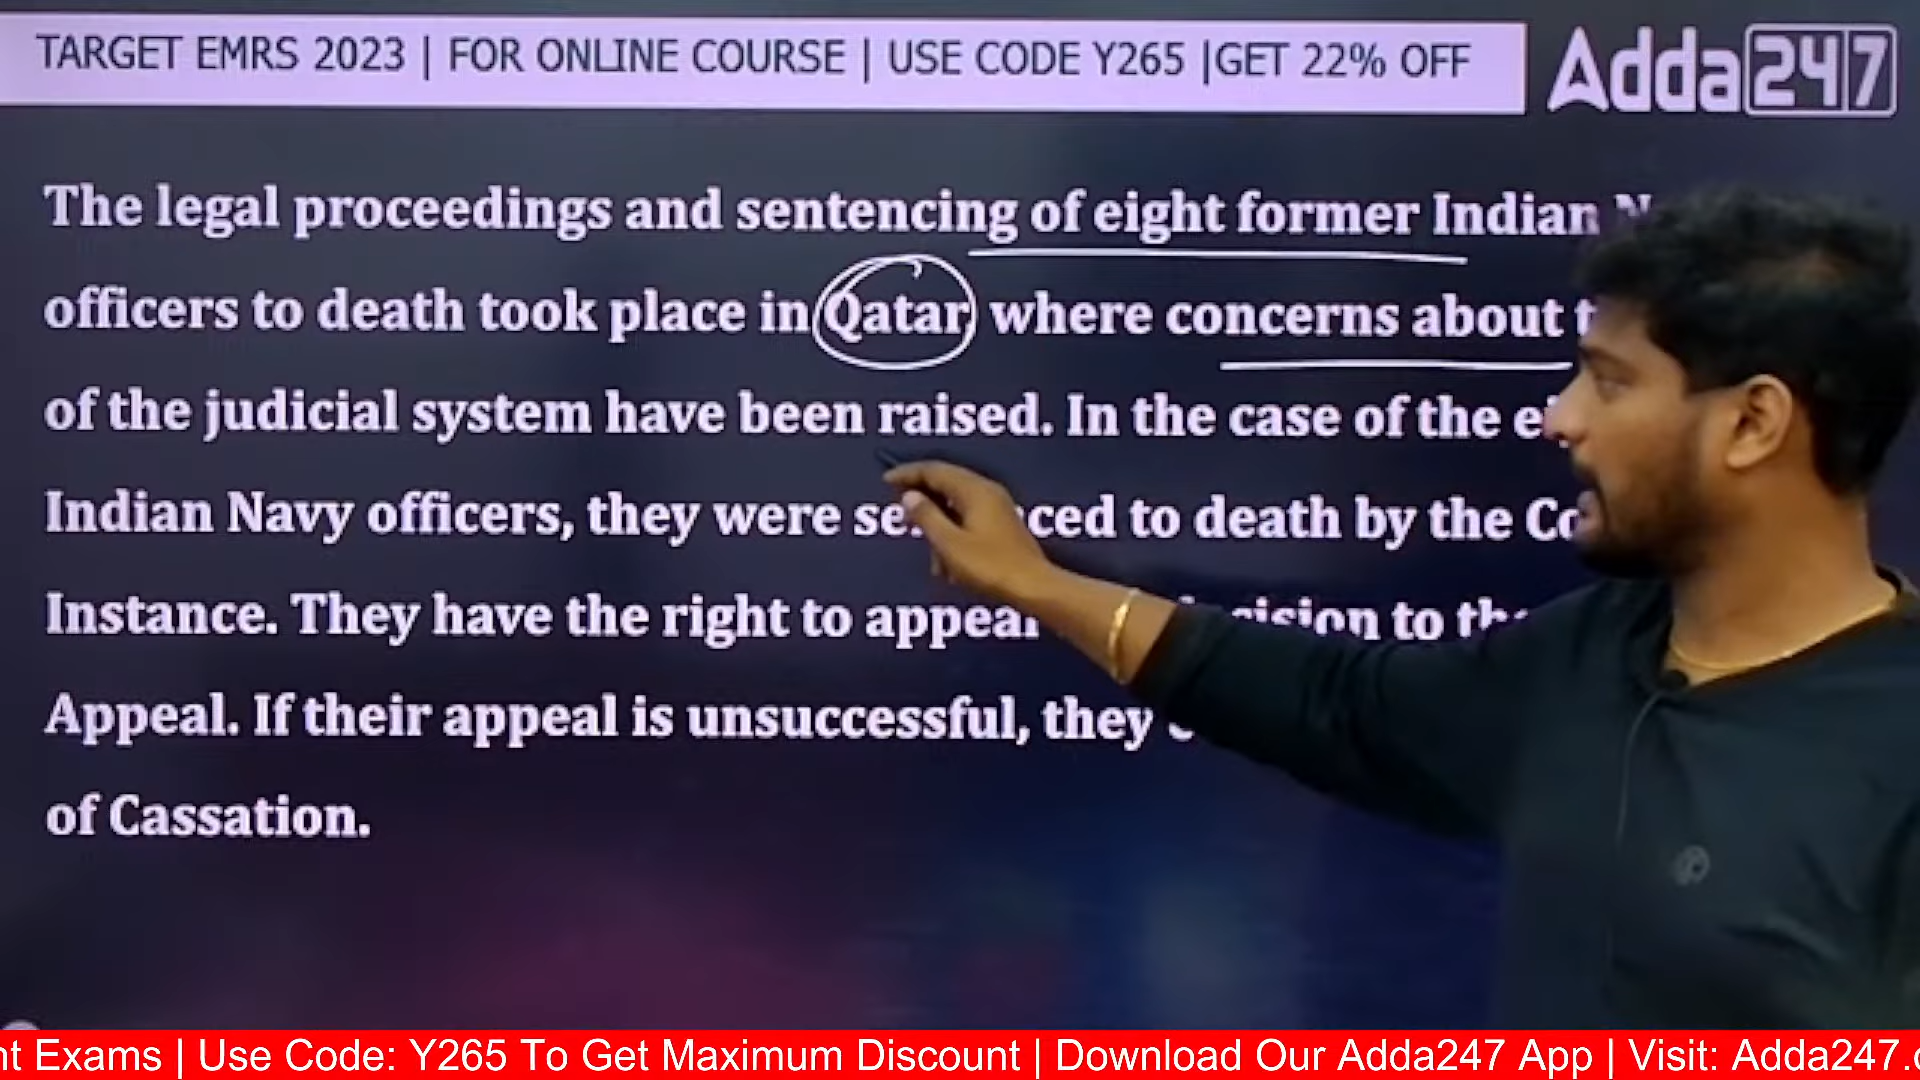 TARGET EMRS 2023 | FOR ONLINE COURSE | USE CODE Y265 |GET 22% OFF
Adda247
The legal proceedings and sentencing of eight former Indian
officers to death took place in Qatar, where concerns about
of the judicial system have been raised. In the case of the
Indian Navy officers, they were to death by the
Instance. They have the right to appeal to
Appeal. If their appeal is unsuccessful, they
of Cassation.
Exams | Use Code: Y265 To Get Maximum Discount | Download Our Adda247 App | Visit: Adda247.